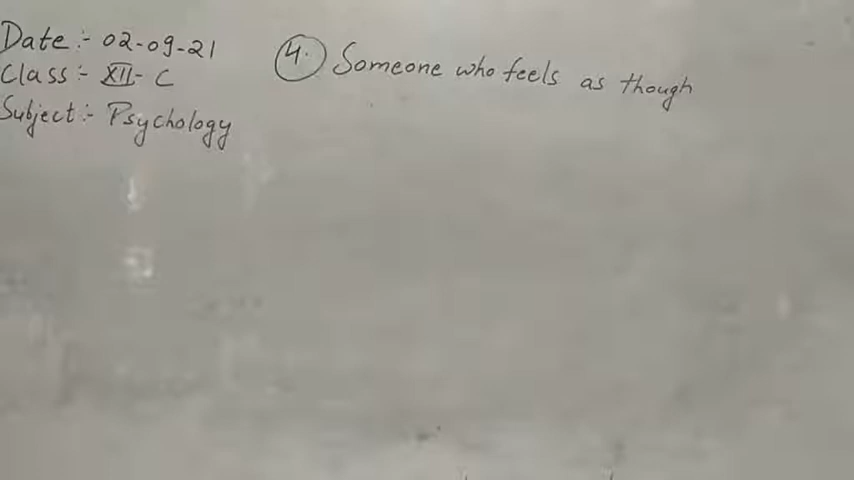 Date :- 02-09-21
Class :- XII - C
Subject :- Psychology
4. Someone who feels as though